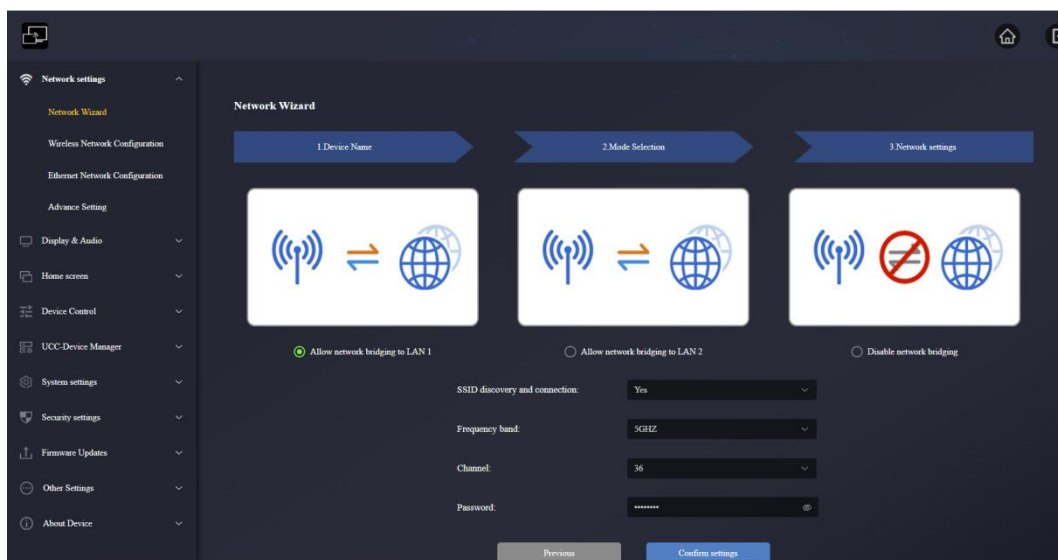 Network settings
Network Wizard
Wireless Network Configuration
Ethernet Network Configuration
Advance Setting
Display & Audio
Home screen
Device Control
UCC-Device Manager
System settings
Security settings
Firmware Updates
Other Settings
About Device
Network Wizard
1.Device Name
2.Mode Selection
3.Network settings
Allow network bridging to LAN 1
Allow network bridging to LAN 2
Disable network bridging
SSID discovery and connection:
Yes
Frequency band:
5GHZ
Channel:
36
Password:
••••••••
Previous
Confirm settings